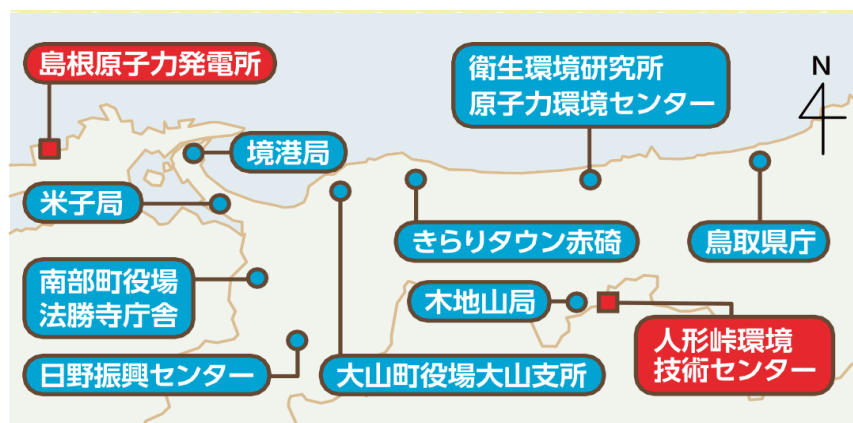 島根原子力発電所
衛生環境研究所
原子力環境センター
N
境港局
米子局
きらりタウン赤碕
鳥取県庁
南部町役場
法勝寺庁舎
木地山局
日野振興センター
大山町役場大山支所
人形峠環境
技術センター